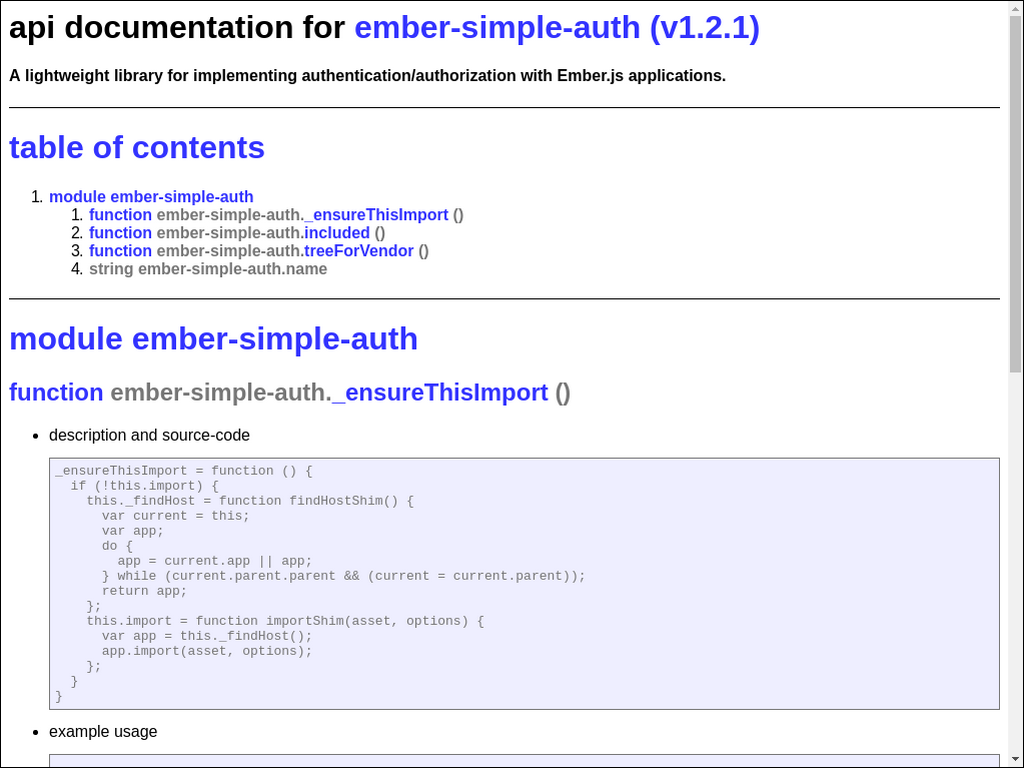 api documentation for ember-simple-auth (v1.2.1)
A lightweight library for implementing authentication/authorization with Ember.js applications.
table of contents
1. module ember-simple-auth
1. function ember-simple-auth._ensureThisImport ()
2. function ember-simple-auth.included ()
3. function ember-simple-auth.treeForVendor ()
4. string ember-simple-auth.name
module ember-simple-auth
function ember-simple-auth._ensureThisImport ()
• description and source-code
_ensureThisImport = function () {
  if (!this.import) {
    this._findHost = function findHostShim() {
      var current = this;
      var app;
      do {
        app = current.app || app;
      } while (current.parent.parent && (current = current.parent));
      return app;
    };
    this.import = function importShim(asset, options) {
      var app = this._findHost();
      app.import(asset, options);
    };
  }
}
• example usage